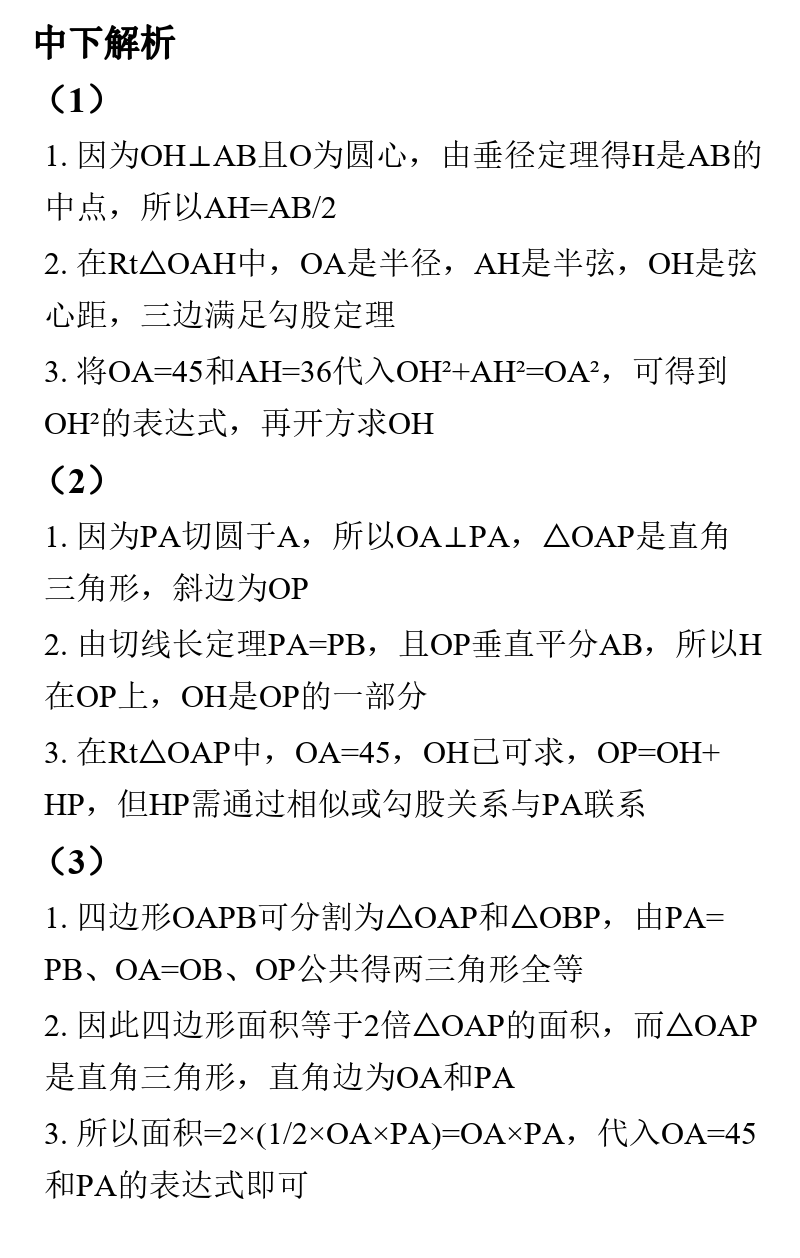 中下解析
（1）
1. 因为OH⊥AB且O为圆心，由垂径定理得H是AB的
中点，所以AH=AB/2
2. 在Rt△OAH中，OA是半径，AH是半弦，OH是弦
心距，三边满足勾股定理
3. 将OA=45和AH=36代入OH²+AH²=OA²，可得到
OH²的表达式，再开方求OH
（2）
1. 因为PA切圆于A，所以OA⊥PA，△OAP是直角
三角形，斜边为OP
2. 由切线长定理PA=PB，且OP垂直平分AB，所以H
在OP上，OH是OP的一部分
3. 在Rt△OAP中，OA=45，OH已可求，OP=OH+
HP，但HP需通过相似或勾股关系与PA联系
（3）
1. 四边形OAPB可分割为△OAP和△OBP，由PA=
PB、OA=OB、OP公共得两三角形全等
2. 因此四边形面积等于2倍△OAP的面积，而△OAP
是直角三角形，直角边为OA和PA
3. 所以面积=2×(1/2×OA×PA)=OA×PA，代入OA=45
和PA的表达式即可